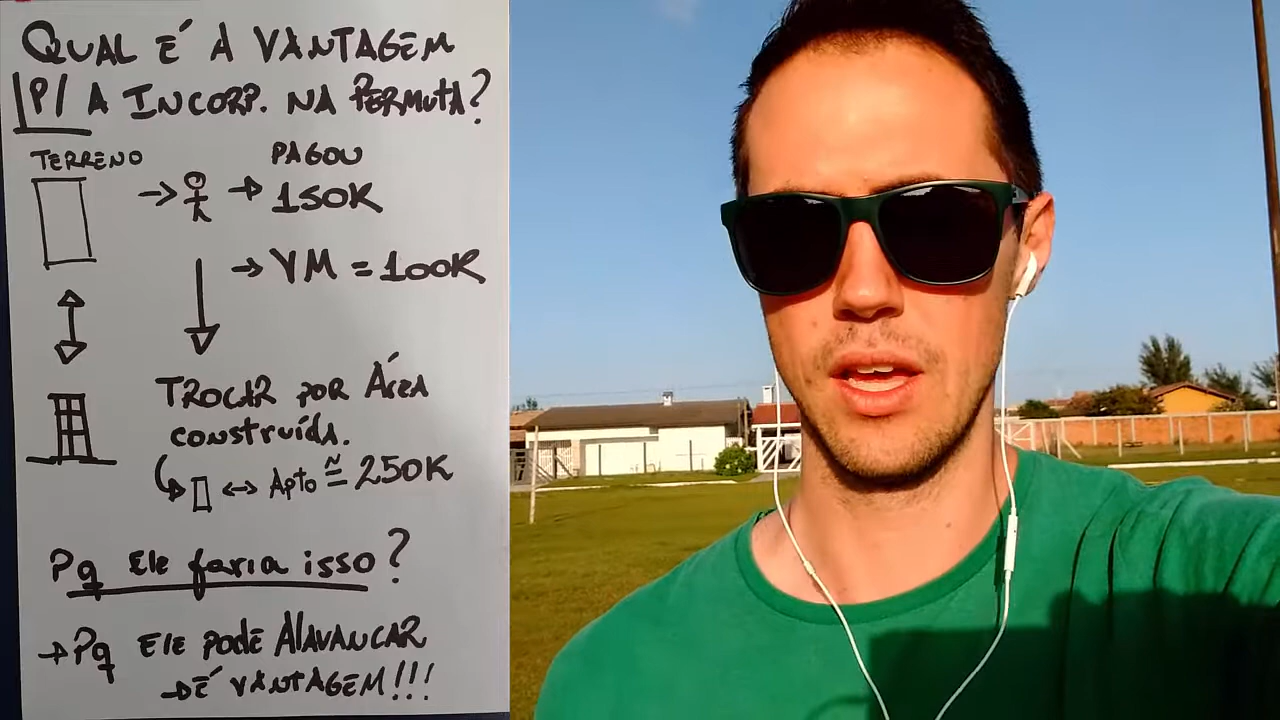 QUAL É A VANTAGEM
P/ A INCORP. NA PERMUTA?
TERRENO
PAGOU
→ → 150K
→ VM = 100K
TROCAR POR ÁREA
construída.
↔ Apto ≅ 250K
Pq Ele faria isso?
→ Pq ELE PODE AlAVANCAR
→ É VANTAGEM!!!